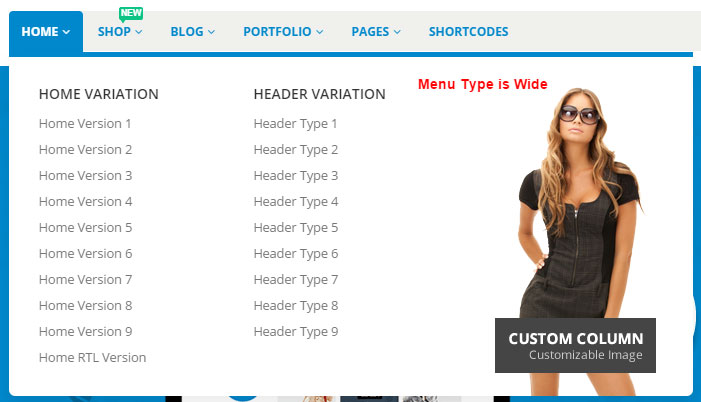 NEW
HOME SHOP BLOG PORTFOLIO PAGES SHORTCODES
Menu Type is Wide
HOME VARIATION
Home Version 1
Home Version 2
Home Version 3
Home Version 4
Home Version 5
Home Version 6
Home Version 7
Home Version 8
Home Version 9
Home RTL Version
HEADER VARIATION
Header Type 1
Header Type 2
Header Type 3
Header Type 4
Header Type 5
Header Type 6
Header Type 7
Header Type 8
Header Type 9
CUSTOM COLUMN
Customizable Image